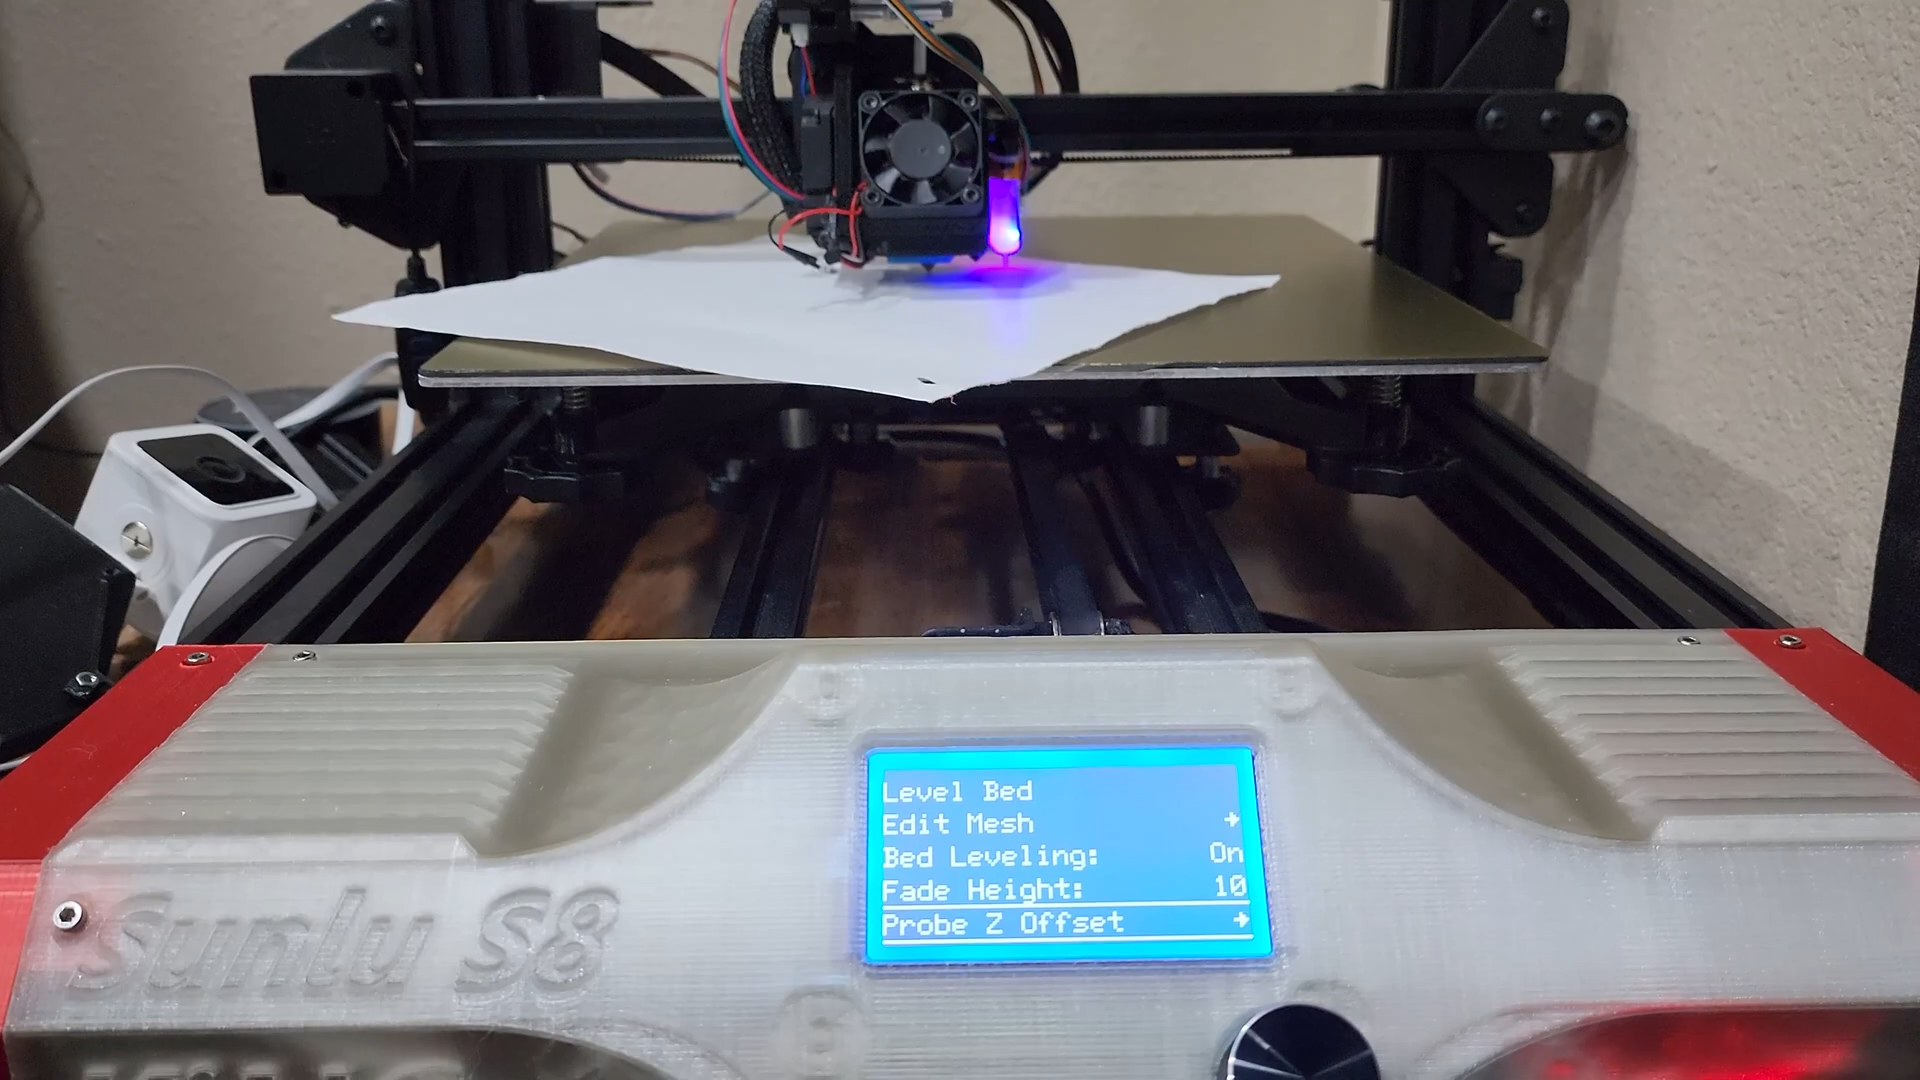 Level Bed
Edit Mesh
Bed Leveling: On
Fade Height: 10
Probe Z Offset
Sunlu S8